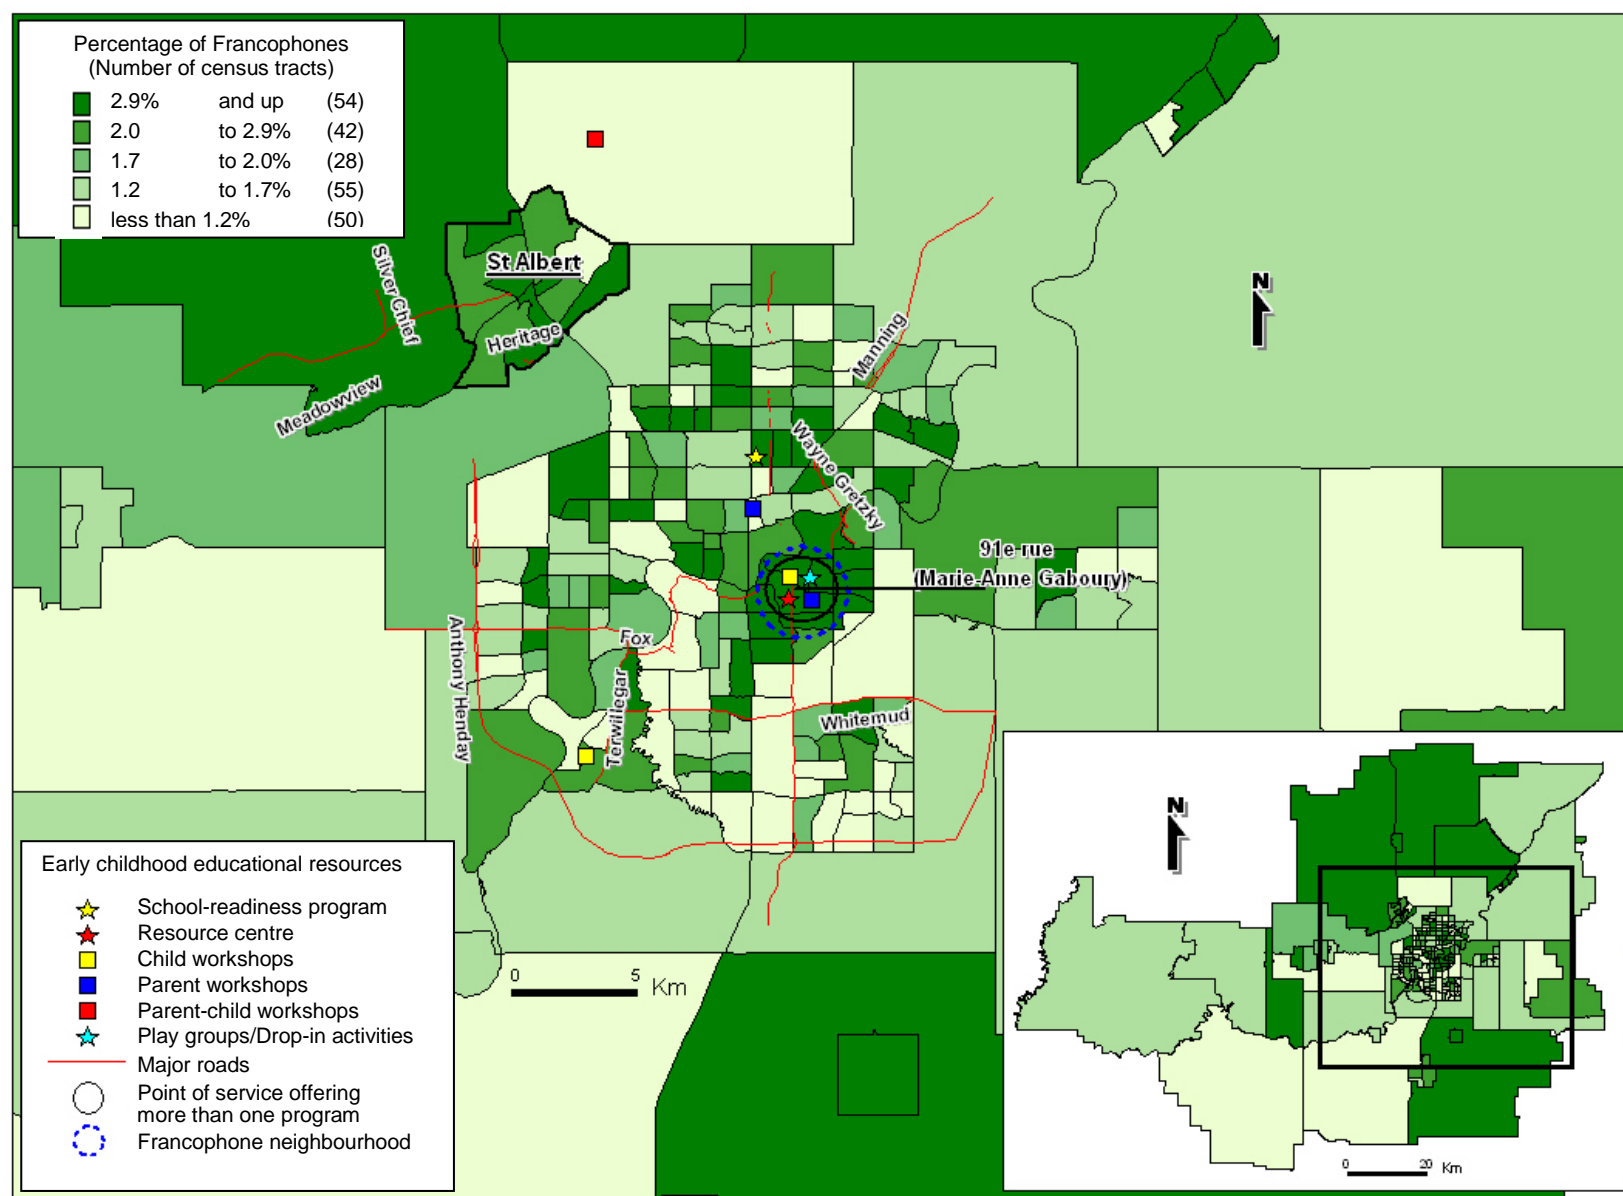 Percentage of Francophones
(Number of census tracts)
2.9% and up (54)
2.0 to 2.9% (42)
1.7 to 2.0% (28)
1.2 to 1.7% (55)
less than 1.2% (50)
St Albert
Silver Chief
Heritage
Meadowview
Manning
N
Wayne Gretzky
91e rue
(Marie-Anne Gaboury)
Fox
Anthony Henday
Terwillegar
Whitemud
0 5 Km
Early childhood educational resources
School-readiness program
Resource centre
Child workshops
Parent workshops
Parent-child workshops
Play groups/Drop-in activities
Major roads
Point of service offering
more than one program
Francophone neighbourhood
N
0 20 Km